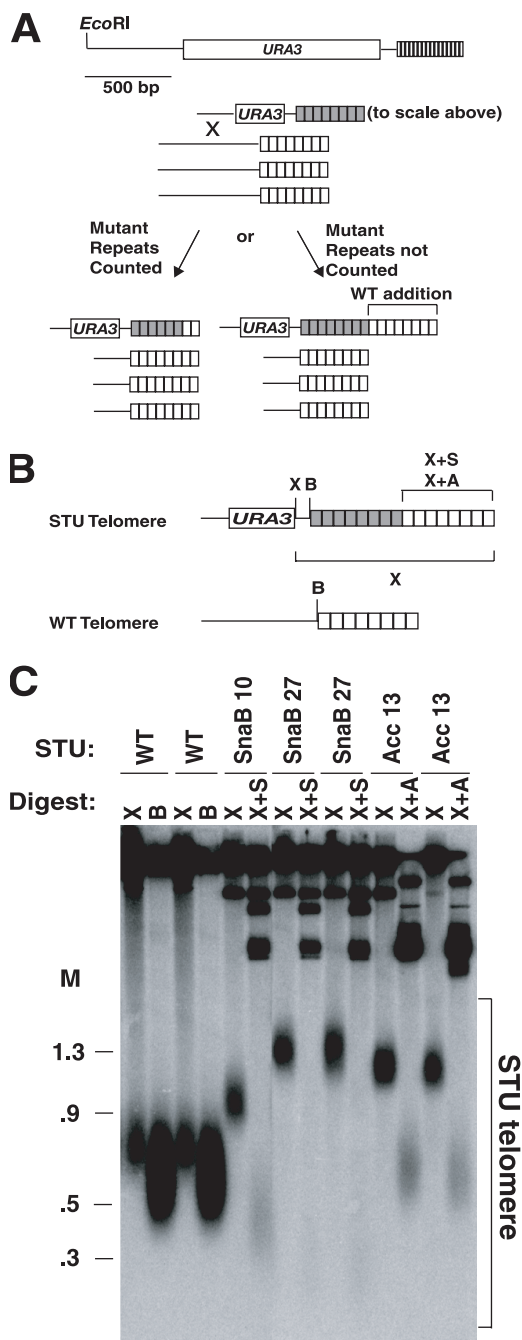 A
EcoRI
URA3
500 bp
URA3 (to scale above)
X
Mutant
Repeats
Counted
or
Mutant
Repeats not
Counted
WT addition
URA3
URA3
B
X+S
X+A
X B
STU Telomere
URA3
X
B
WT Telomere
C
STU: WT WT SnaB 10 SnaB 27 SnaB 27 Acc 13 Acc 13
Digest: X B X B X X+S X X+S X X+S X X+A X X+A
M
1.3
.9
.5
.3
STU telomere